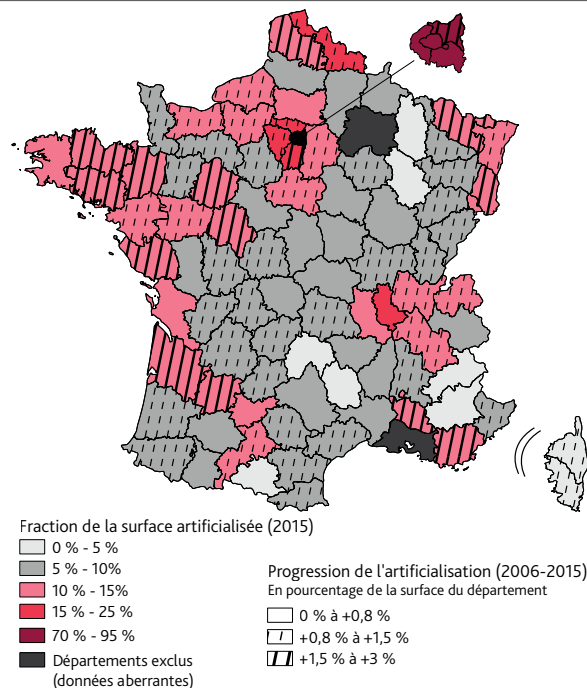 Fraction de la surface artificialisée (2015)
0 % - 5 %
5 % - 10%
10 % - 15%
15 % - 25 %
70 % - 95 %
Départements exclus
(données aberrantes)
Progression de l'artificialisation (2006-2015)
En pourcentage de la surface du département
0 % à +0,8 %
+0,8 % à +1,5 %
+1,5 % à +3 %